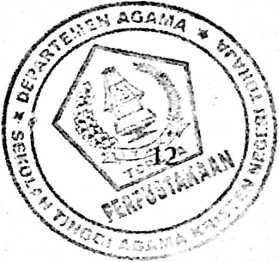 ★ DEPARTEMEN AGAMA ★
SEKOLAH TINGGI AGAMA KRISTEN NEGERI TORAJA
PERPUSTAKAAN